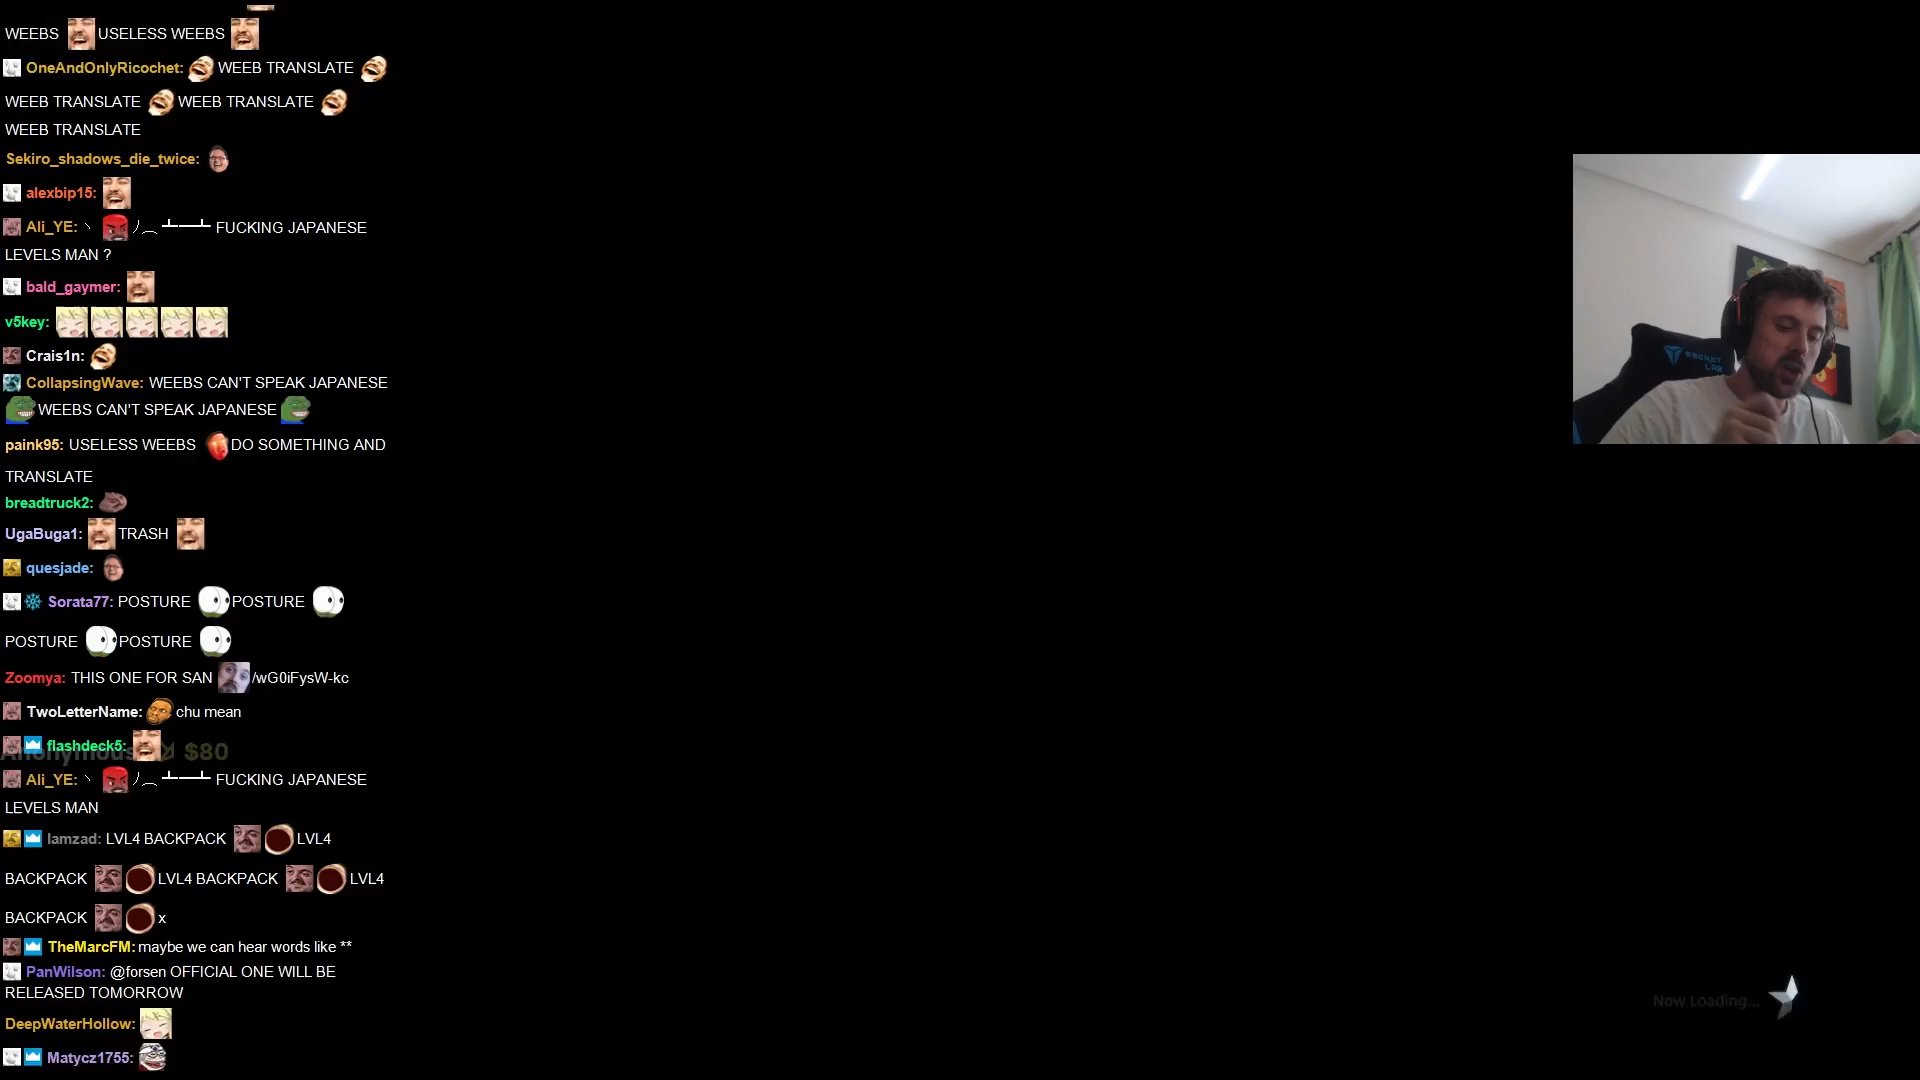 WEEBS USELESS WEEBS
OneAndOnlyRicochet: WEEB TRANSLATE
WEEB TRANSLATE WEEB TRANSLATE
WEEB TRANSLATE
Sekiro_shadows_die_twice:
alexbip15:
Ali_YE: ヽ ﾉ︵ ┻━┻ FUCKING JAPANESE
LEVELS MAN ?
bald_gaymer:
v5key:
Crais1n:
CollapsingWave: WEEBS CAN'T SPEAK JAPANESE
WEEBS CAN'T SPEAK JAPANESE
paink95: USELESS WEEBS DO SOMETHING AND
TRANSLATE
breadtruck2:
UgaBuga1: TRASH
quesjade:
Sorata77: POSTURE POSTURE
POSTURE POSTURE
Zoomya: THIS ONE FOR SAN /wG0iFysW-kc
TwoLetterName: chu mean
flashdeck5:
Anonymous $80
Ali_YE: ヽ ﾉ︵ ┻━┻ FUCKING JAPANESE
LEVELS MAN
lamzad: LVL4 BACKPACK LVL4
BACKPACK LVL4 BACKPACK LVL4
BACKPACK x
TheMarcFM: maybe we can hear words like **
PanWilson: @forsen OFFICIAL ONE WILL BE
RELEASED TOMORROW
DeepWaterHollow:
Matycz1755:
SECRET
LAB
Now Loading...